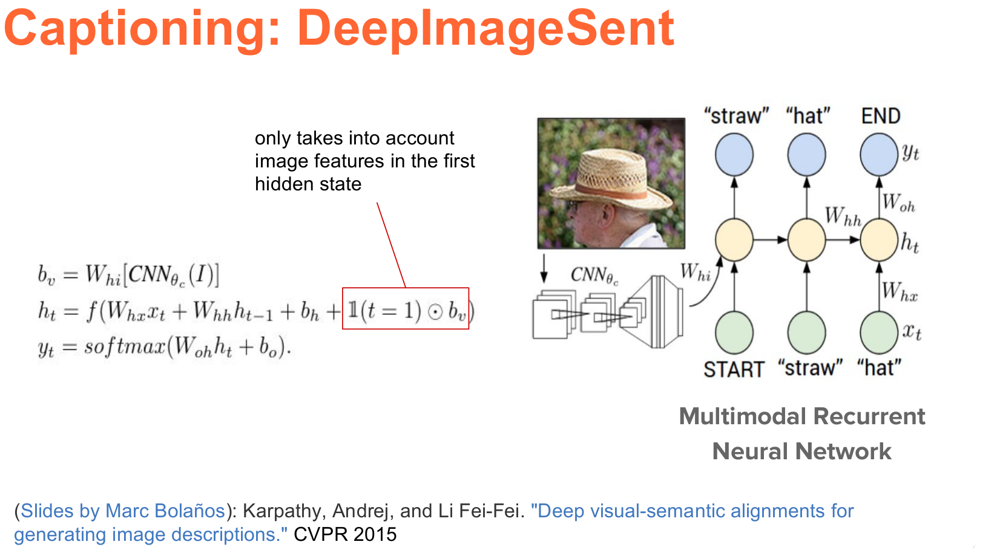 Captioning: DeepImageSent
only takes into account
image features in the first
hidden state
b_v = W_{hi}[CNN_{θ_c}(I)]
h_t = f(W_{hx}x_t + W_{hh}h_{t−1} + b_h + 𝟙(t = 1) ⊙ b_v)
y_t = softmax(W_{oh}h_t + b_o).
“straw” “hat” END
y_t
W_{oh}
W_{hh}
h_t
CNN_{θ_c}
W_{hi}
W_{hx}
x_t
START “straw” “hat”
Multimodal Recurrent
Neural Network
(Slides by Marc Bolaños): Karpathy, Andrej, and Li Fei-Fei. "Deep visual-semantic alignments for
generating image descriptions." CVPR 2015